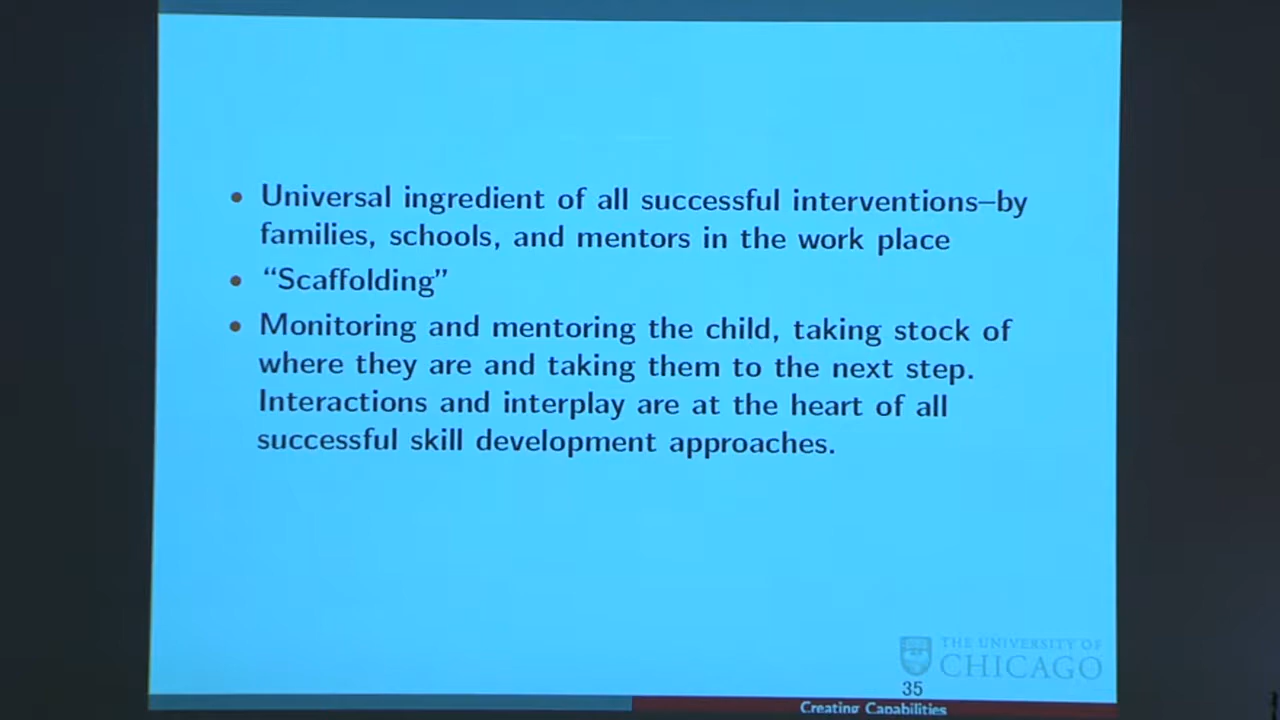 Universal ingredient of all successful interventions–by
families, schools, and mentors in the work place
“Scaffolding”
Monitoring and mentoring the child, taking stock of
where they are and taking them to the next step.
Interactions and interplay are at the heart of all
successful skill development approaches.
THE UNIVERSITY OF
CHICAGO
35
Creating Capabilities